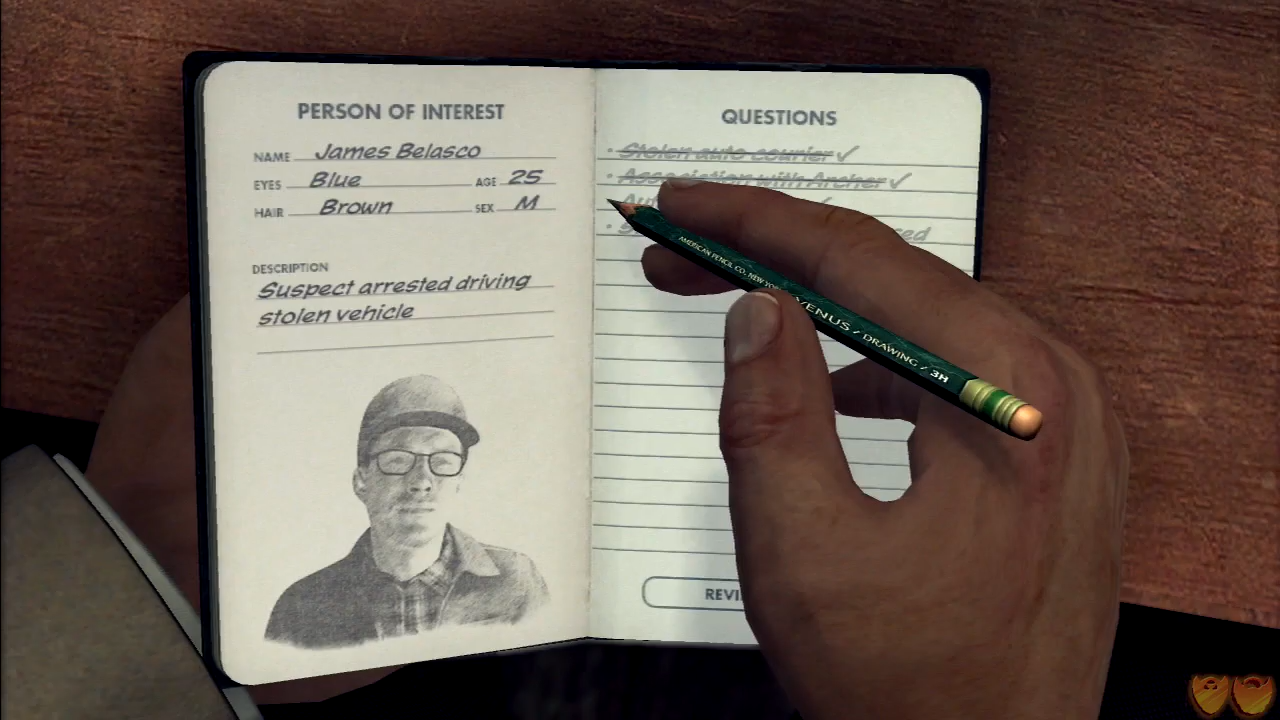 PERSON OF INTEREST
NAME James Belasco
EYES Blue AGE 25
HAIR Brown SEX M
DESCRIPTION
Suspect arrested driving
stolen vehicle
QUESTIONS
· Stolen auto courier ✓
· Association with Archer ✓
AMERICAN PENCIL CO. NEW YORK
VENUS / DRAWING / 3H